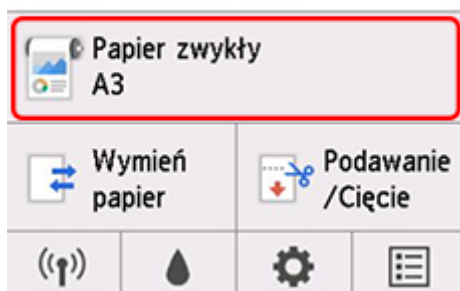 Papier zwykły
A3
Wymień
papier
Podawanie
/Cięcie